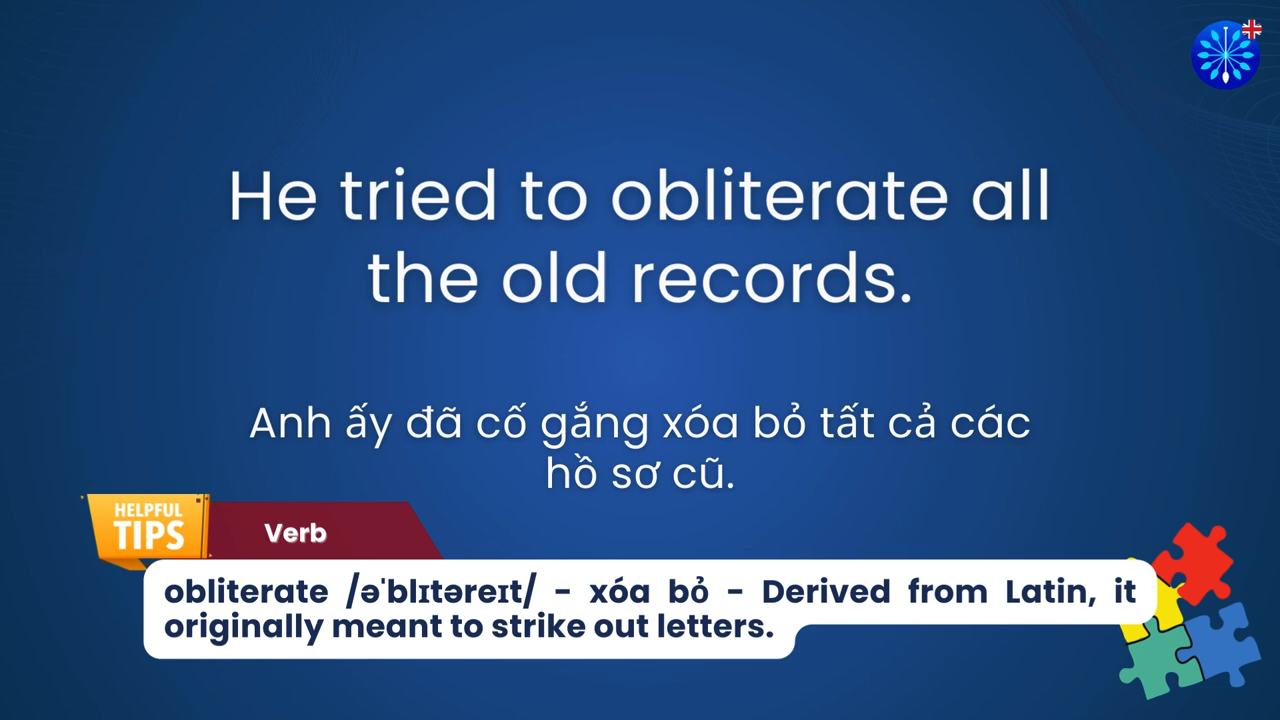 He tried to obliterate all
the old records.
Anh ấy đã cố gắng xóa bỏ tất cả các
hồ sơ cũ.
HELPFUL
TIPS
Verb
obliterate /əˈblɪtəreɪt/ - xóa bỏ - Derived from Latin, it
originally meant to strike out letters.